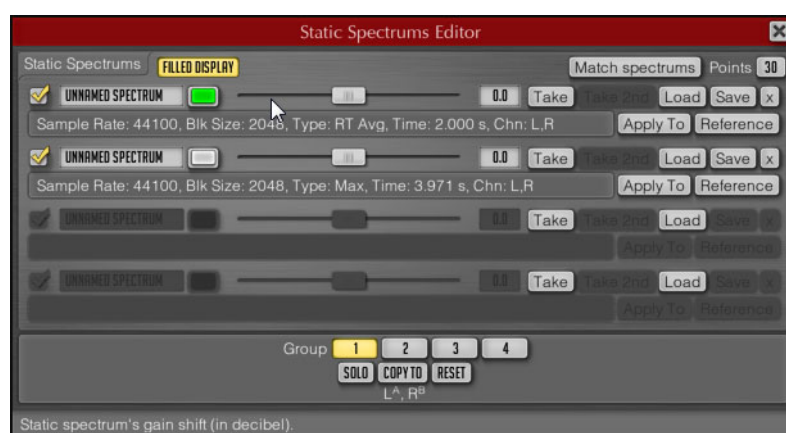 Static Spectrums Editor
Static Spectrums FILLED DISPLAY Match spectrums Points 30
UNNAMED SPECTRUM 0.0 Take Take 2nd Load Save x
Sample Rate: 44100, Blk Size: 2048, Type: RT Avg, Time: 2.000 s, Chn: L,R Apply To Reference
UNNAMED SPECTRUM 0.0 Take Take 2nd Load Save x
Sample Rate: 44100, Blk Size: 2048, Type: Max, Time: 3.971 s, Chn: L,R Apply To Reference
UNNAMED SPECTRUM 0.0 Take Take 2nd Load Save x
Apply To Reference
UNNAMED SPECTRUM 0.0 Take Take 2nd Load Save x
Apply To Reference
Group 1 2 3 4
SOLO COPY TO RESET
L^A, R^B
Static spectrum's gain shift (in decibel).